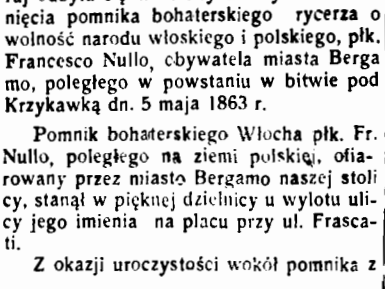 nięcia pomnika bohaterskiego rycerza o
wolność narodu włoskiego i polskiego, płk.
Francesco Nullo, obywatela miasta Berga
mo, poległego w powstaniu w bitwie pod
Krzykawką dn. 5 maja 1863 r.
Pomnik bohaterskiego Włocha płk. Fr.
Nullo, poległego na ziemi polskiej, ofia-
rowany przez miasto Bergamo naszej stoli
cy, stanął w pięknej dzielnicy u wylotu uli-
cy jego imienia na placu przy ul. Frasca-
ti.
Z okazji uroczystości wokół pomnika z